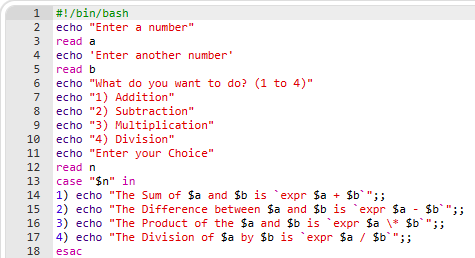 1 #!/bin/bash
2 echo "Enter a number"
3 read a
4 echo 'Enter another number'
5 read b
6 echo "What do you want to do? (1 to 4)"
7 echo "1) Addition"
8 echo "2) Subtraction"
9 echo "3) Multiplication"
10 echo "4) Division"
11 echo "Enter your Choice"
12 read n
13 case "$n" in
14 1) echo "The Sum of $a and $b is `expr $a + $b`";;
15 2) echo "The Difference between $a and $b is `expr $a - $b`";;
16 3) echo "The Product of the $a and $b is `expr $a \* $b`";;
17 4) echo "The Division of $a by $b is `expr $a / $b`";;
18 esac